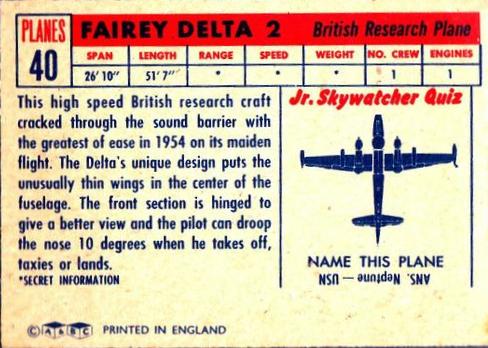 PLANES
40
FAIREY DELTA 2 British Research Plane
SPAN LENGTH RANGE SPEED WEIGHT NO. CREW ENGINES
26' 10" 51' 7" * * * 1 1
This high speed British research craft
cracked through the sound barrier with
the greatest of ease in 1954 on its maiden
flight. The Delta's unique design puts the
unusually thin wings in the center of the
fuselage. The front section is hinged to
give a better view and the pilot can droop
the nose 10 degrees when he takes off,
taxies or lands.
*SECRET INFORMATION
Jr. Skywatcher Quiz
NAME THIS PLANE
ANS. Neptune — USN
© A&BC PRINTED IN ENGLAND